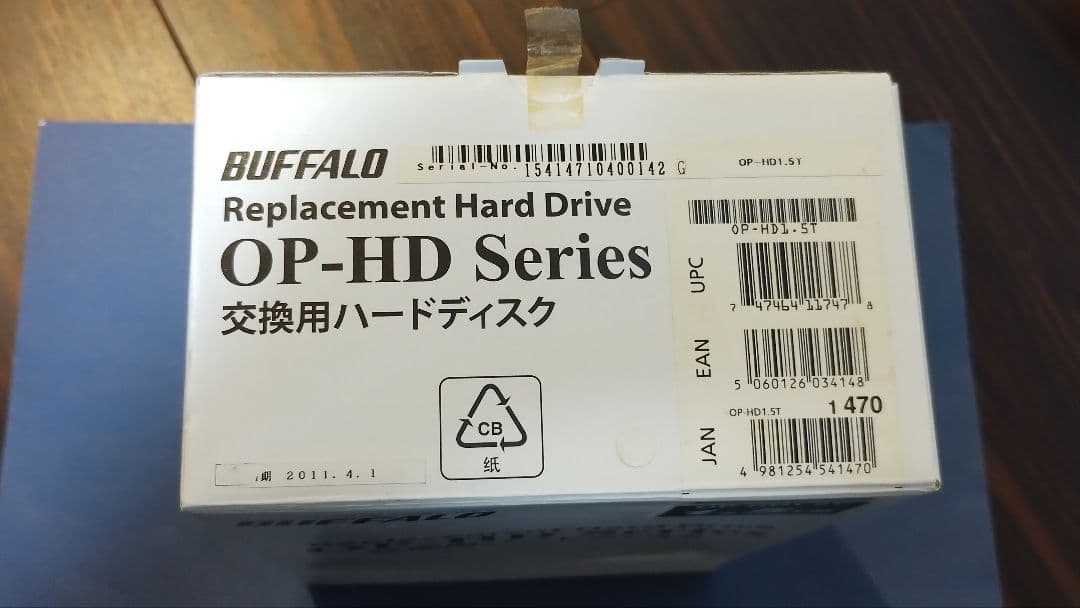 BUFFALO
Serial-No. 15414710400142 G
OP-HD1.5T
Replacement Hard Drive
OP-HD Series
交換用ハードディスク
OP-HD1.5T
UPC
7 47464 11747 8
EAN
5 060126 034148
OP-HD1.5T
1 470
JAN
4 981254 541470
CB
纸
期 2011.4.1
BUFFALO